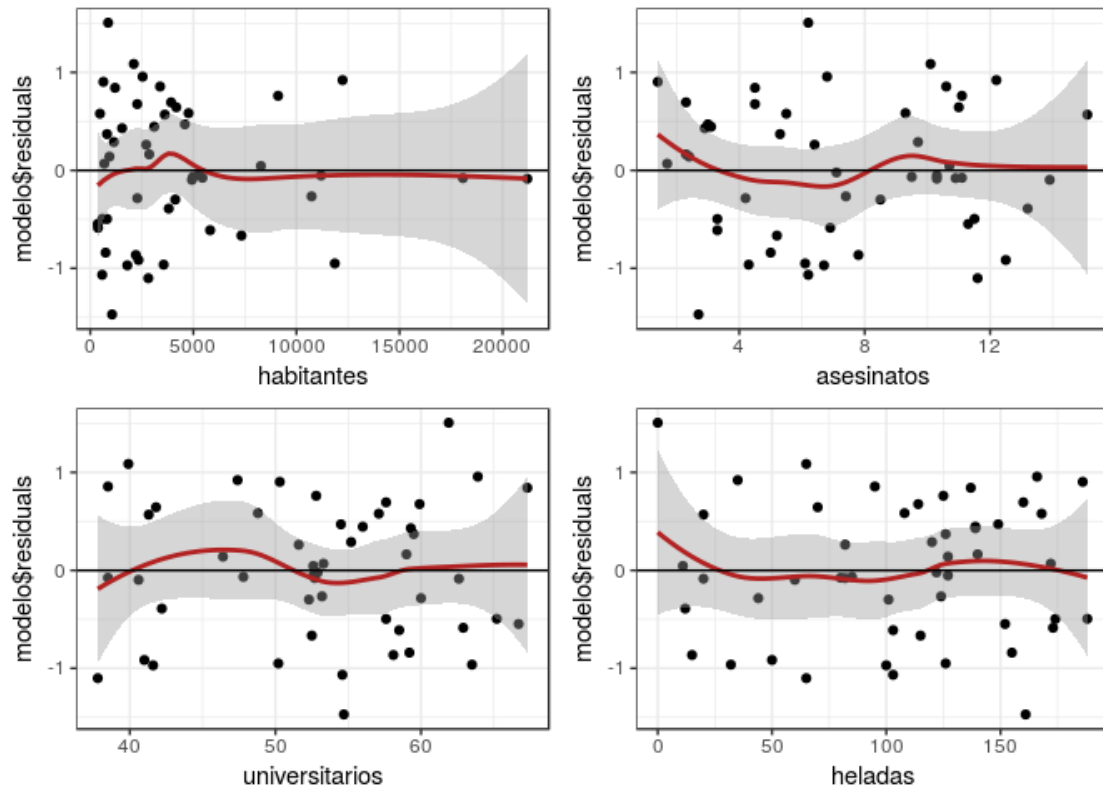 modelo$residuals
1
0
-1
0 5000 10000 15000 20000
habitantes
modelo$residuals
1
0
-1
4 8 12
asesinatos
modelo$residuals
1
0
-1
40 50 60
universitarios
modelo$residuals
1
0
-1
0 50 100 150
heladas